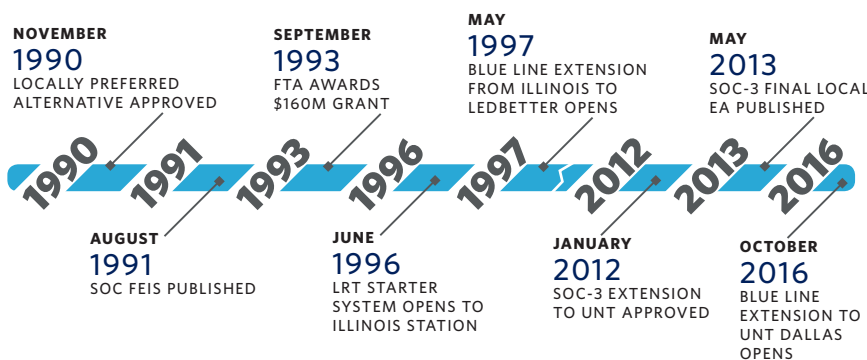 NOVEMBER
1990
LOCALLY PREFERRED
ALTERNATIVE APPROVED
SEPTEMBER
1993
FTA AWARDS
$160M GRANT
MAY
1997
BLUE LINE EXTENSION
FROM ILLINOIS TO
LEDBETTER OPENS
MAY
2013
SOC-3 FINAL LOCAL
EA PUBLISHED
1990
1991
1993
1996
1997
2012
2013
2016
AUGUST
1991
SOC FEIS PUBLISHED
JUNE
1996
LRT STARTER
SYSTEM OPENS TO
ILLINOIS STATION
JANUARY
2012
SOC-3 EXTENSION
TO UNT APPROVED
OCTOBER
2016
BLUE LINE
EXTENSION TO
UNT DALLAS
OPENS